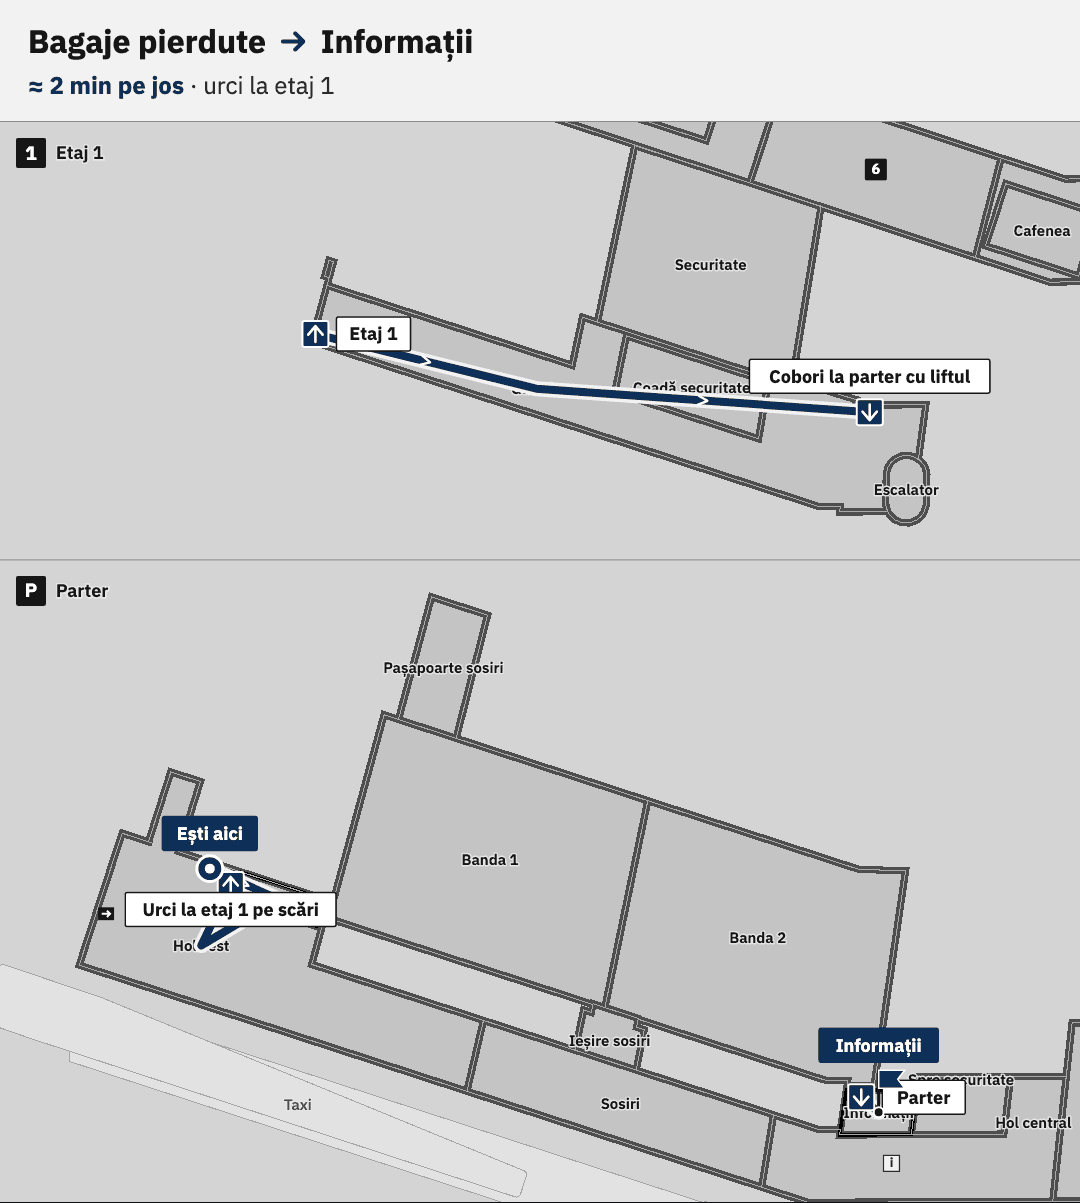 Bagaje pierdute → Informații
≈ 2 min pe jos · urci la etaj 1
1 Etaj 1
6
Cafenea
Securitate
Etaj 1
Cobori la parter cu liftul
Coadă securitate
Escalator
P Parter
Pașapoarte sosiri
Ești aici
Banda 1
Urci la etaj 1 pe scări
Banda 2
Ieșire sosiri
Informații
Spre securitate
Parter
Taxi
Sosiri
Hol central
i